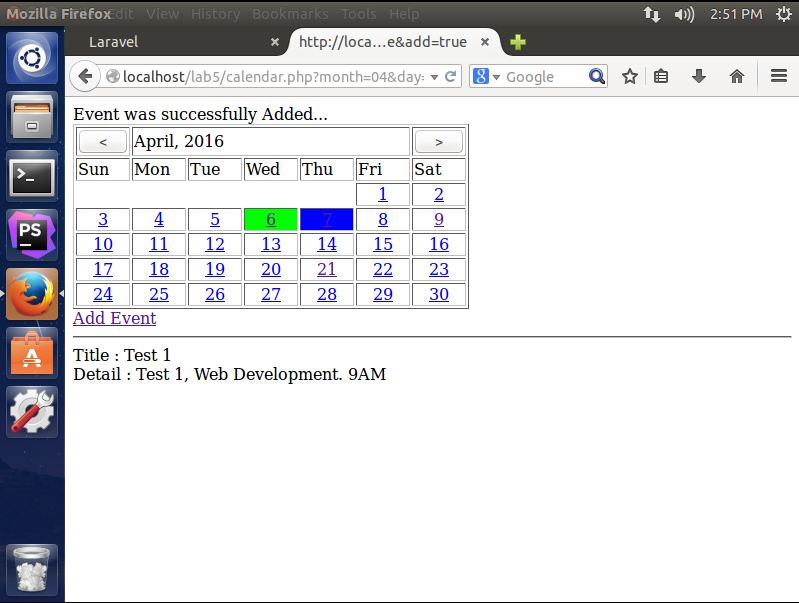 Mozilla Firefox Edit View History Bookmarks Tools Help 2:51 PM
Laravel × http://loca...e&add=true ×
localhost/lab5/calendar.php?month=04&day= Google
Event was successfully Added...
< April, 2016 >
Sun Mon Tue Wed Thu Fri Sat
1 2
3 4 5 6 7 8 9
10 11 12 13 14 15 16
17 18 19 20 21 22 23
24 25 26 27 28 29 30
Add Event
Title : Test 1
Detail : Test 1, Web Development. 9AM
PS